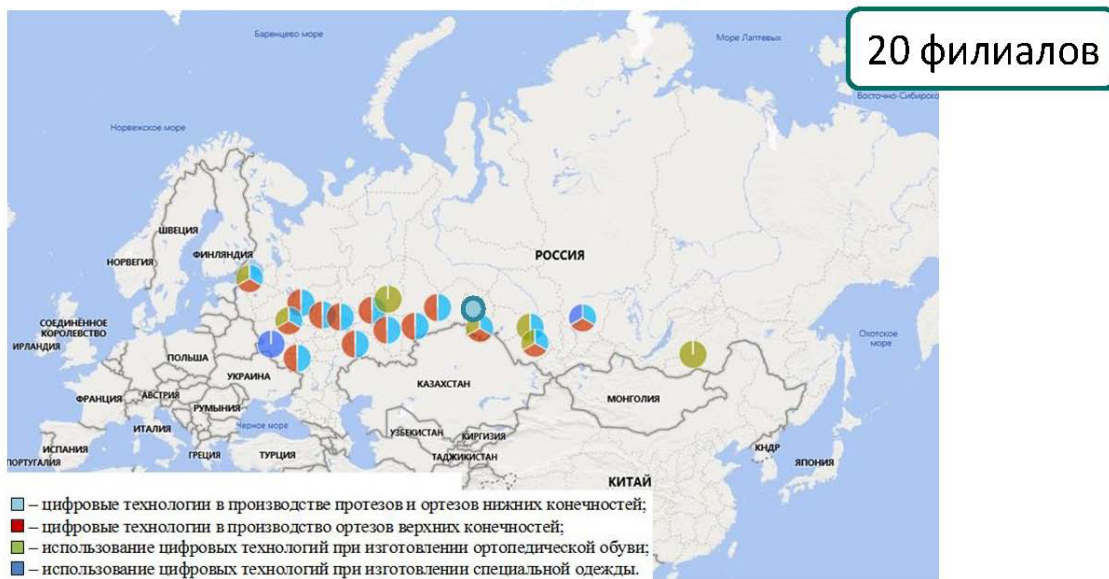 20 филиалов
Баренцево море
Море Лаптевых
Восточно-Сибирско
Норвежское море
ШВЕЦИЯ
ФИНЛЯНДИЯ
НОРВЕГИЯ
РОССИЯ
СОЕДИНЁННОЕ
КОРОЛЕВСТВО
ИРЛАНДИЯ
Охотское
море
ПОЛЬША
УКРАИНА
КАЗАХСТАН
ФРАНЦИЯ
АВСТРИЯ
РУМЫНИЯ
МОНГОЛИЯ
ИТАЛИЯ
Черное море
УЗБЕКИСТАН
КИРГИЗИЯ
ИСПАНИЯ
ГРЕЦИЯ
ТУРЦИЯ
ТАДЖИКИСТАН
КНДР
ПОРТУГАЛИЯ
ЯПОНИЯ
КИТАЙ
– цифровые технологии в производстве протезов и ортезов нижних конечностей;
– цифровые технологии в производство ортезов верхних конечностей;
– использование цифровых технологий при изготовлении ортопедической обуви;
– использование цифровых технологий при изготовлении специальной одежды.